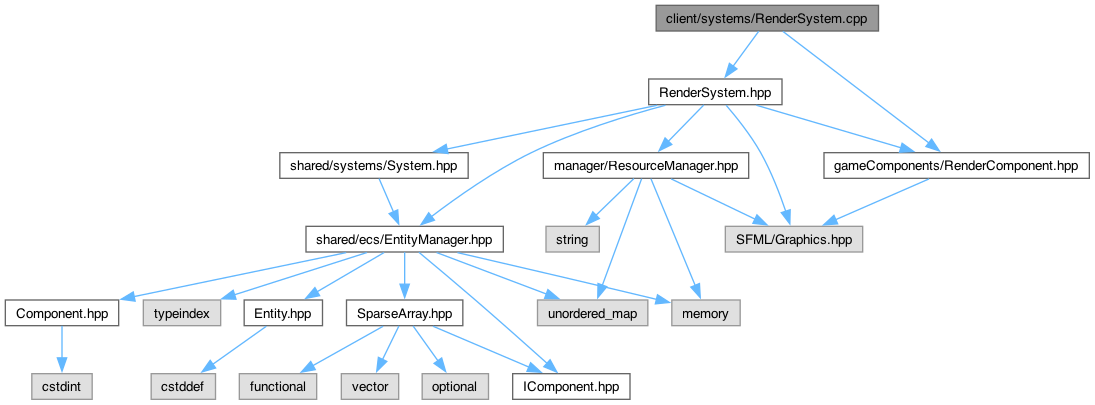 client/systems/RenderSystem.cpp
RenderSystem.hpp
shared/systems/System.hpp
manager/ResourceManager.hpp
gameComponents/RenderComponent.hpp
shared/ecs/EntityManager.hpp
string
SFML/Graphics.hpp
Component.hpp
typeindex
Entity.hpp
SparseArray.hpp
unordered_map
memory
cstdint
cstddef
functional
vector
optional
IComponent.hpp